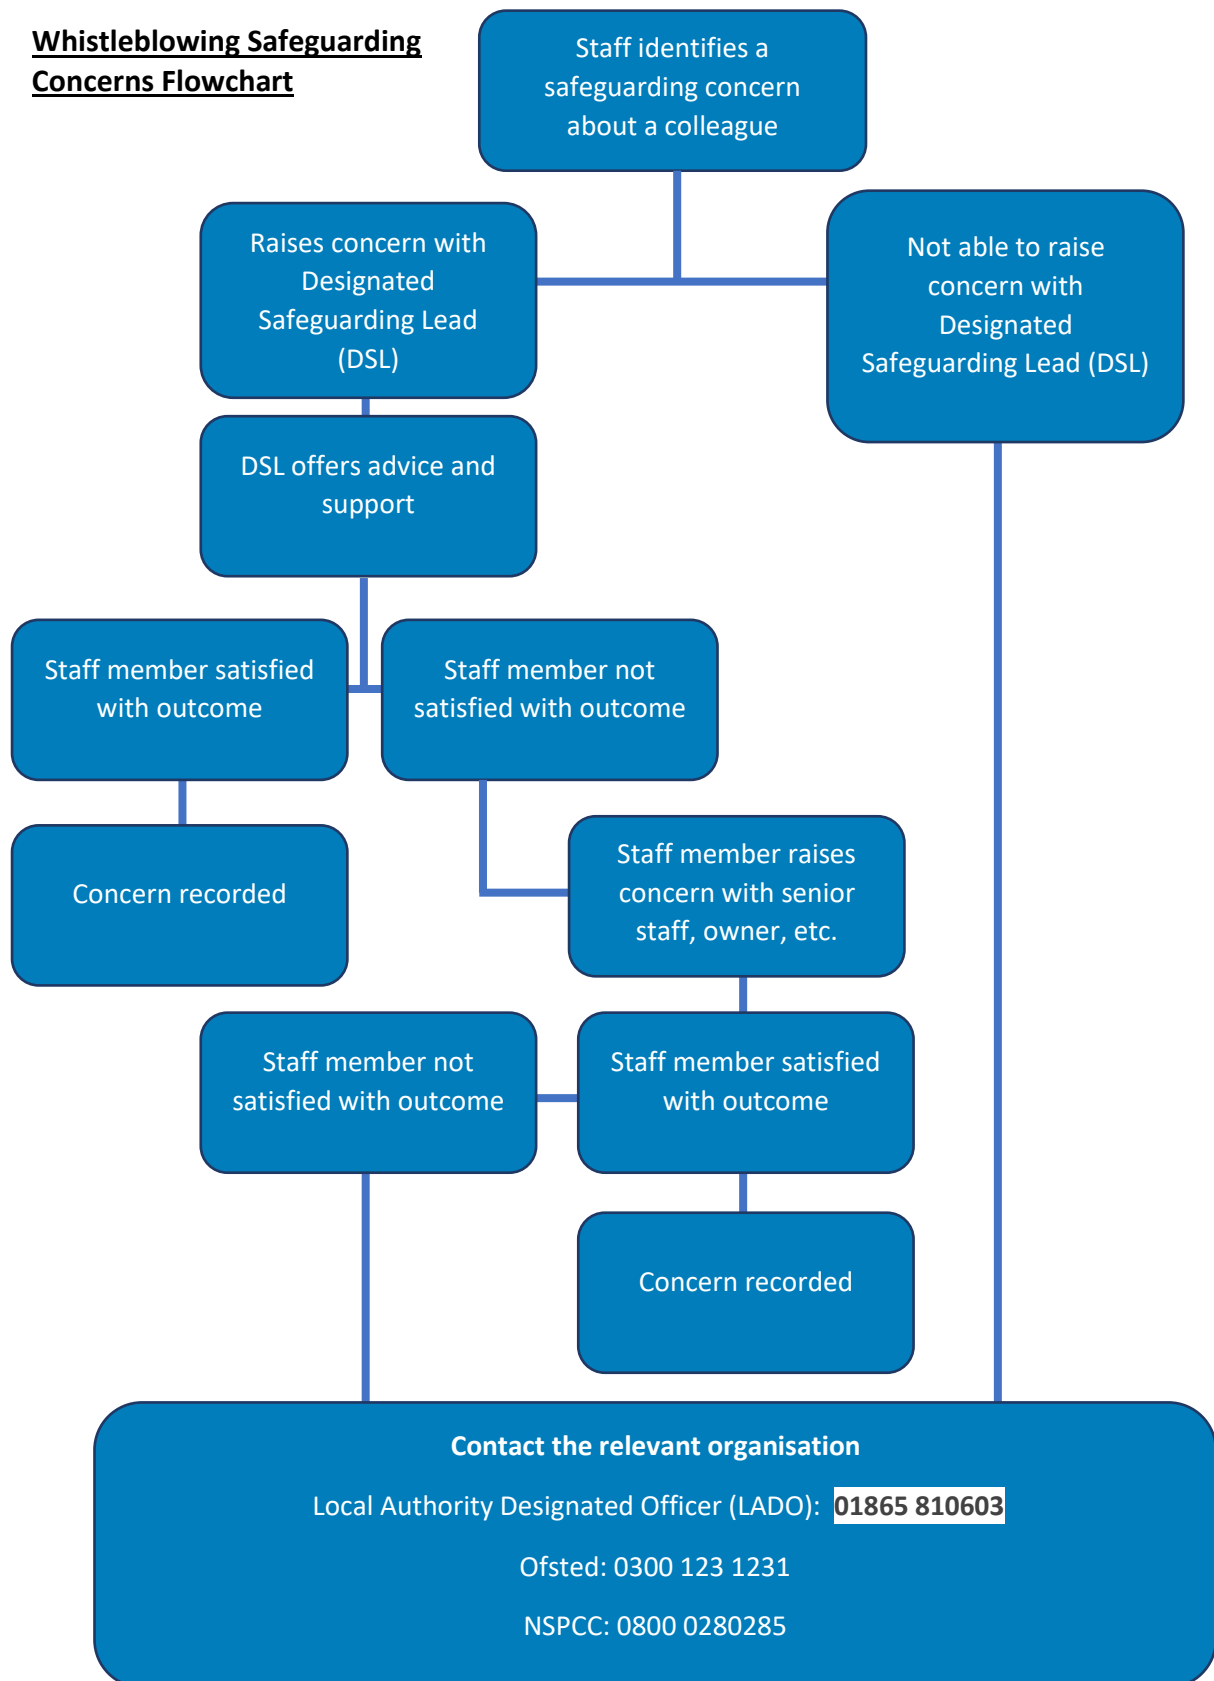 Whistleblowing Safeguarding
Concerns Flowchart
Staff identifies a
safeguarding concern
about a colleague
Raises concern with
Designated
Safeguarding Lead
(DSL)
Not able to raise
concern with
Designated
Safeguarding Lead (DSL)
DSL offers advice and
support
Staff member satisfied
with outcome
Staff member not
satisfied with outcome
Concern recorded
Staff member raises
concern with senior
staff, owner, etc.
Staff member not
satisfied with outcome
Staff member satisfied
with outcome
Concern recorded
Contact the relevant organisation
Local Authority Designated Officer (LADO): 01865 810603
Ofsted: 0300 123 1231
NSPCC: 0800 0280285